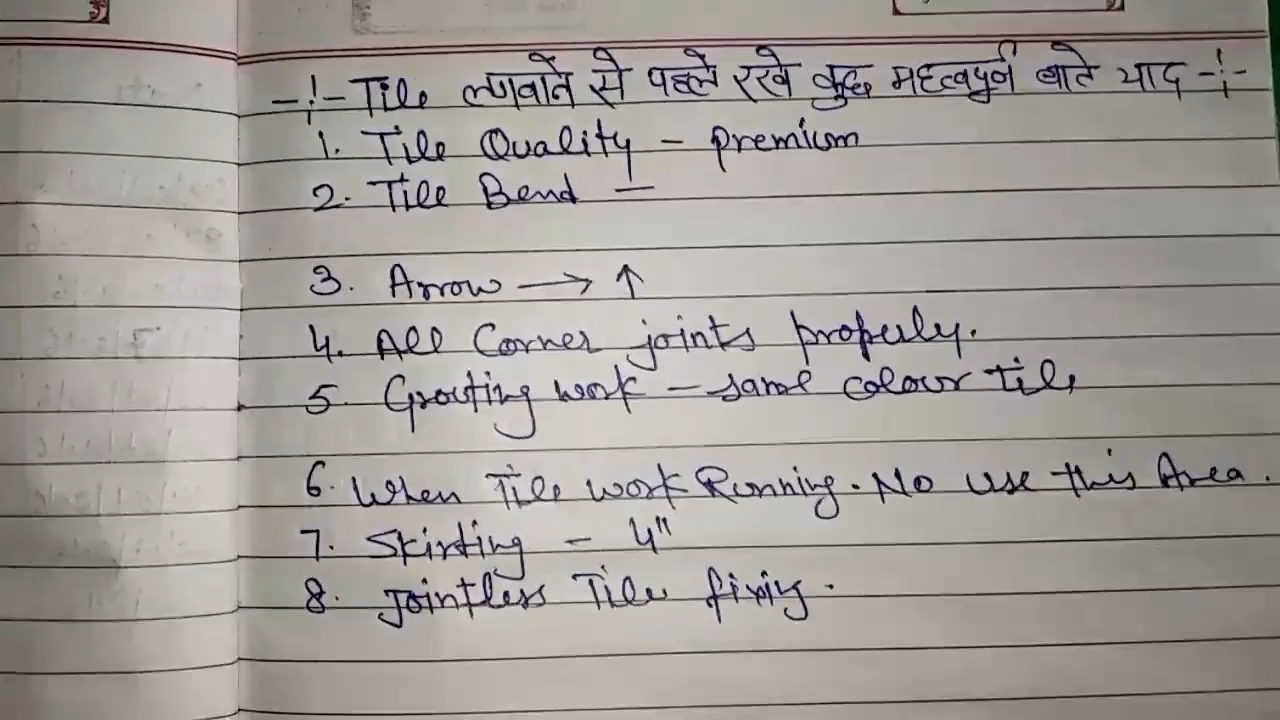 -!- Tile लगवाने से पहले रखे कुछ महत्वपूर्ण बाते याद -!-
1. Tile Quality - premium
2. Tile Bend -
3. Arrow → ↑
4. All Corner joints properly.
5. Grouting work - same colour tile
6. When Tile work Running. No use this Area.
7. Skirting - 4"
8. Jointless Tile fixing.